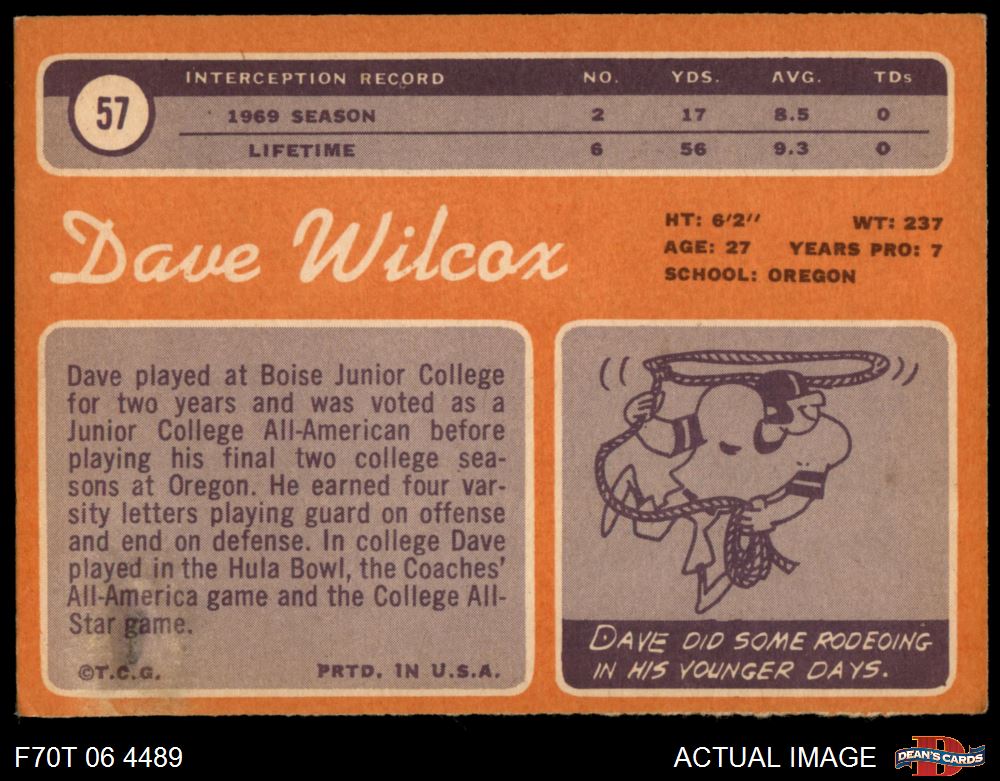 57
INTERCEPTION RECORD NO. YDS. AVG. TDs
1969 SEASON 2 17 8.5 0
LIFETIME 6 56 9.3 0
Dave Wilcox
HT: 6'2'' WT: 237
AGE: 27 YEARS PRO: 7
SCHOOL: OREGON
Dave played at Boise Junior College
for two years and was voted as a
Junior College All-American before
playing his final two college sea-
sons at Oregon. He earned four var-
sity letters playing guard on offense
and end on defense. In college Dave
played in the Hula Bowl, the Coaches'
All-America game and the College All-
Star game.
©T.C.G. PRTD. IN U.S.A.
DAVE DID SOME RODEOING
IN HIS YOUNGER DAYS.
F70T 06 4489 ACTUAL IMAGE
D
DEAN'S CARDS